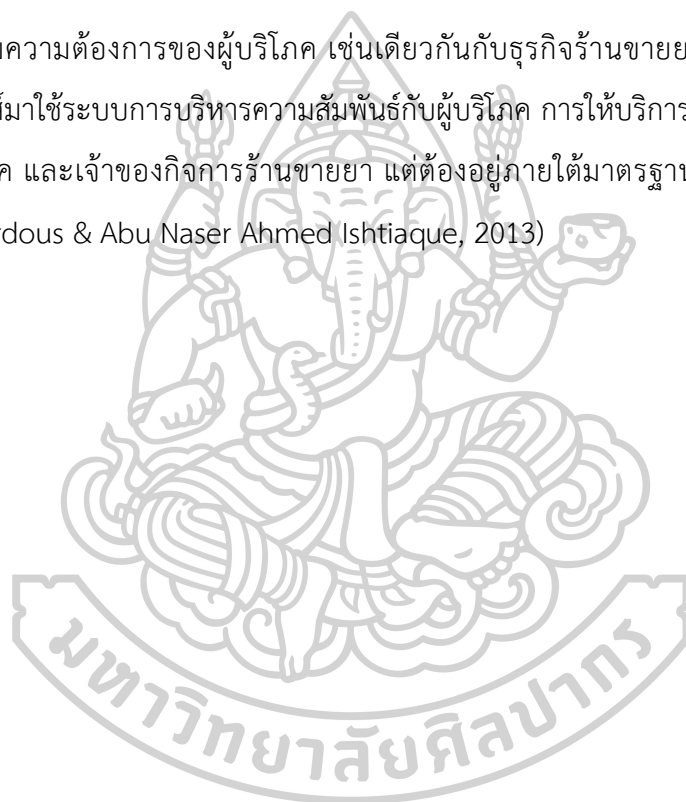 ความต้องการของผู้บริโภค เช่นเดียวกันกับธุรกิจร้านขายย
มาใช้ระบบการบริหารความสัมพันธ์กับผู้บริโภค การให้บริการ
ค และเจ้าของกิจการร้านขายยา แต่ต้องอยู่ภายใต้มาตรฐาน
rdous & Abu Naser Ahmed Ishtiaque, 2013)
มหาวิทยาลัยศิลปากร